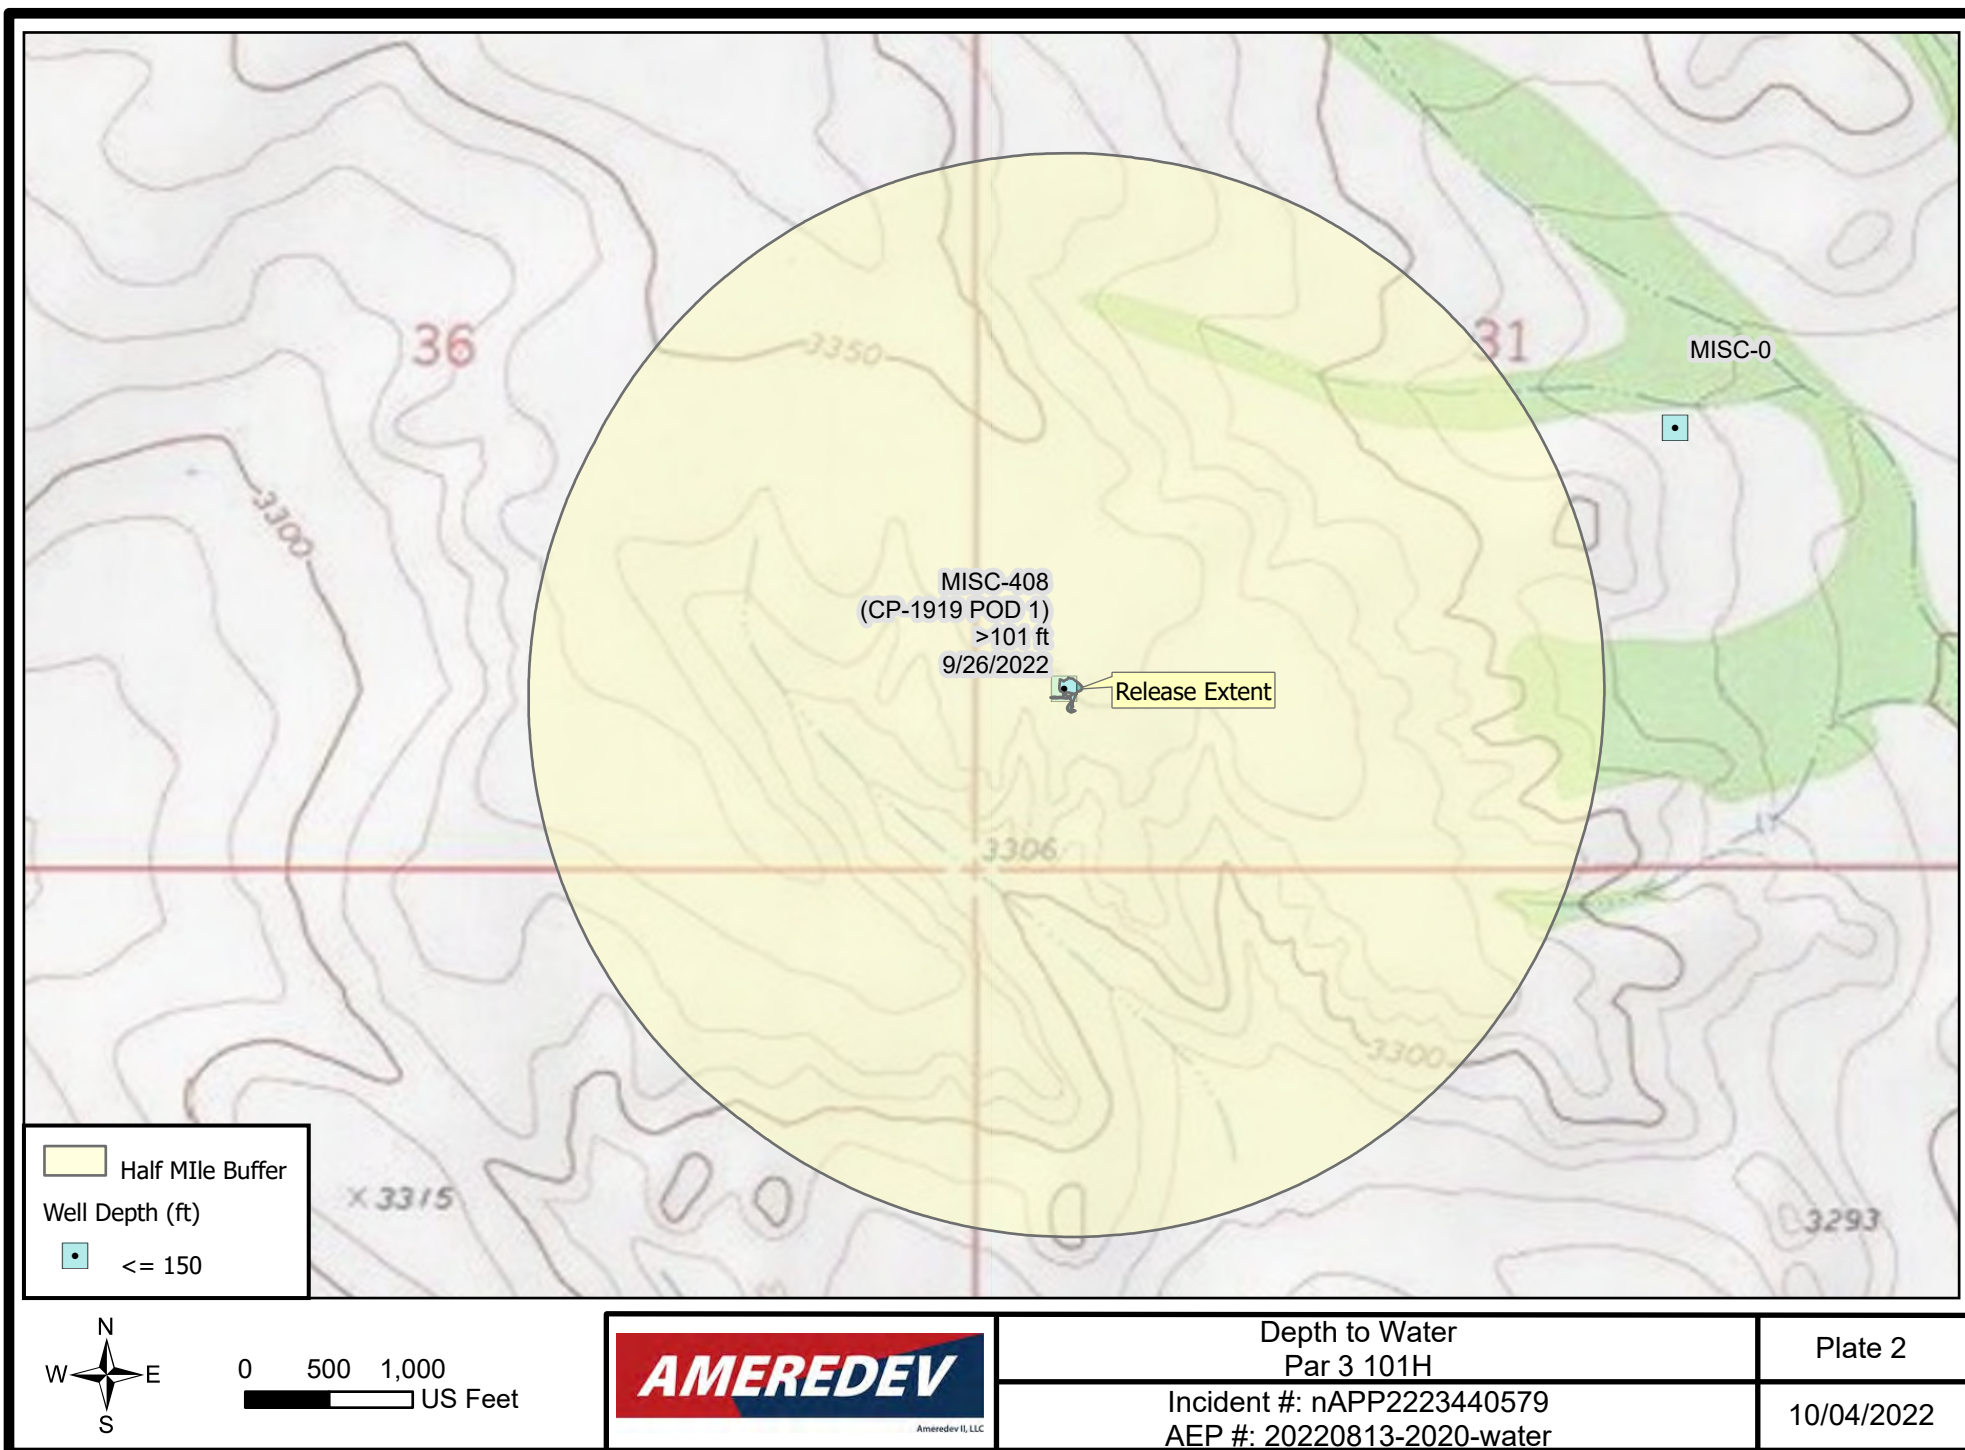 36
3350
31
MISC-0
3300
MISC-408
(CP-1919 POD 1)
>101 ft
9/26/2022
Release Extent
3306
3300
Half MIle Buffer
Well Depth (ft)
<= 150
×3315
3293
N
W E
S
0 500 1,000
US Feet
AMEREDEV
Ameredev II, LLC
Depth to Water
Par 3 101H
Incident #: nAPP2223440579
AEP #: 20220813-2020-water
Plate 2
10/04/2022